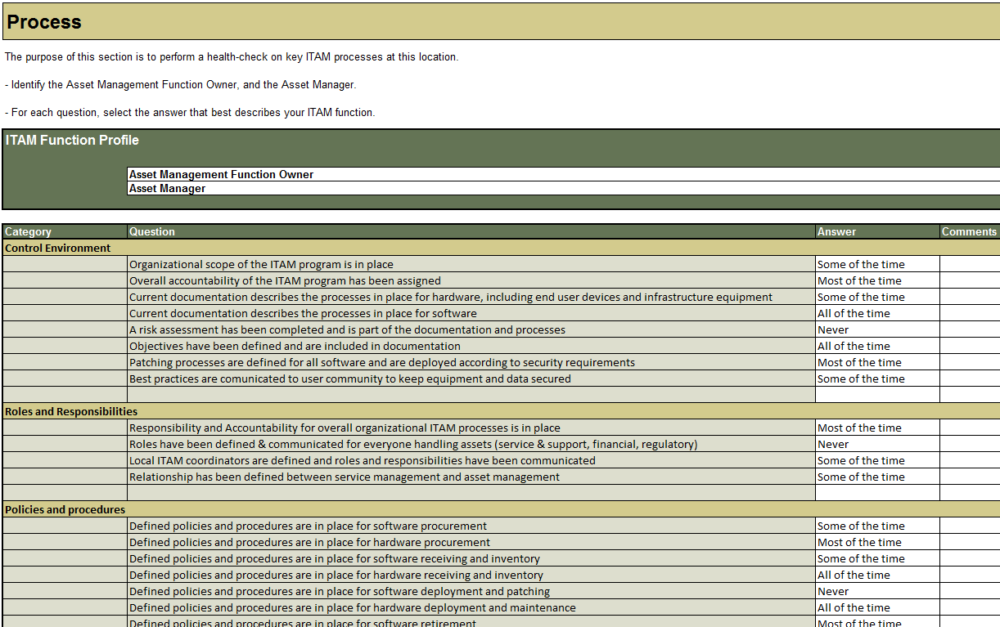 Process
The purpose of this section is to perform a health-check on key ITAM processes at this location.
- Identify the Asset Management Function Owner, and the Asset Manager.
- For each question, select the answer that best describes your ITAM function.
ITAM Function Profile
Asset Management Function Owner
Asset Manager
Category Question Answer Comments
Control Environment
Organizational scope of the ITAM program is in place Some of the time
Overall accountability of the ITAM program has been assigned Most of the time
Current documentation describes the processes in place for hardware, including end user devices and infrastructure equipment Some of the time
Current documentation describes the processes in place for software All of the time
A risk assessment has been completed and is part of the documentation and processes Never
Objectives have been defined and are included in documentation All of the time
Patching processes are defined for all software and are deployed according to security requirements Most of the time
Best practices are comunicated to user community to keep equipment and data secured Some of the time
Roles and Responsibilities
Responsibility and Accountability for overall organizational ITAM processes is in place Most of the time
Roles have been defined & communicated for everyone handling assets (service & support, financial, regulatory) Never
Local ITAM coordinators are defined and roles and responsibilities have been communicated Some of the time
Relationship has been defined between service management and asset management Some of the time
Policies and procedures
Defined policies and procedures are in place for software procurement Some of the time
Defined policies and procedures are in place for hardware procurement Most of the time
Defined policies and procedures are in place for software receiving and inventory Some of the time
Defined policies and procedures are in place for hardware receiving and inventory All of the time
Defined policies and procedures are in place for software deployment and patching Never
Defined policies and procedures are in place for hardware deployment and maintenance All of the time
Defined policies and procedures are in place for software retirement Most of the time